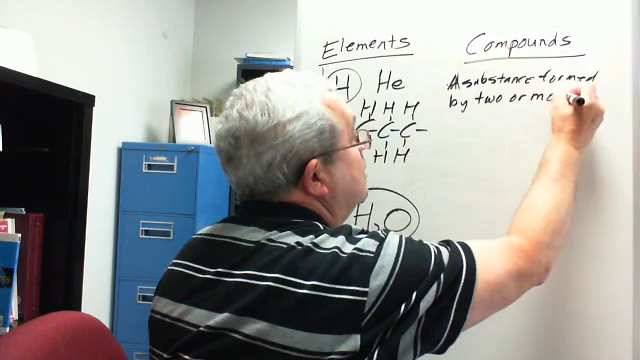 Elements
Compounds
H He
A substance formed
by two or mo
H H H
C-C-C-
H H
H₂O